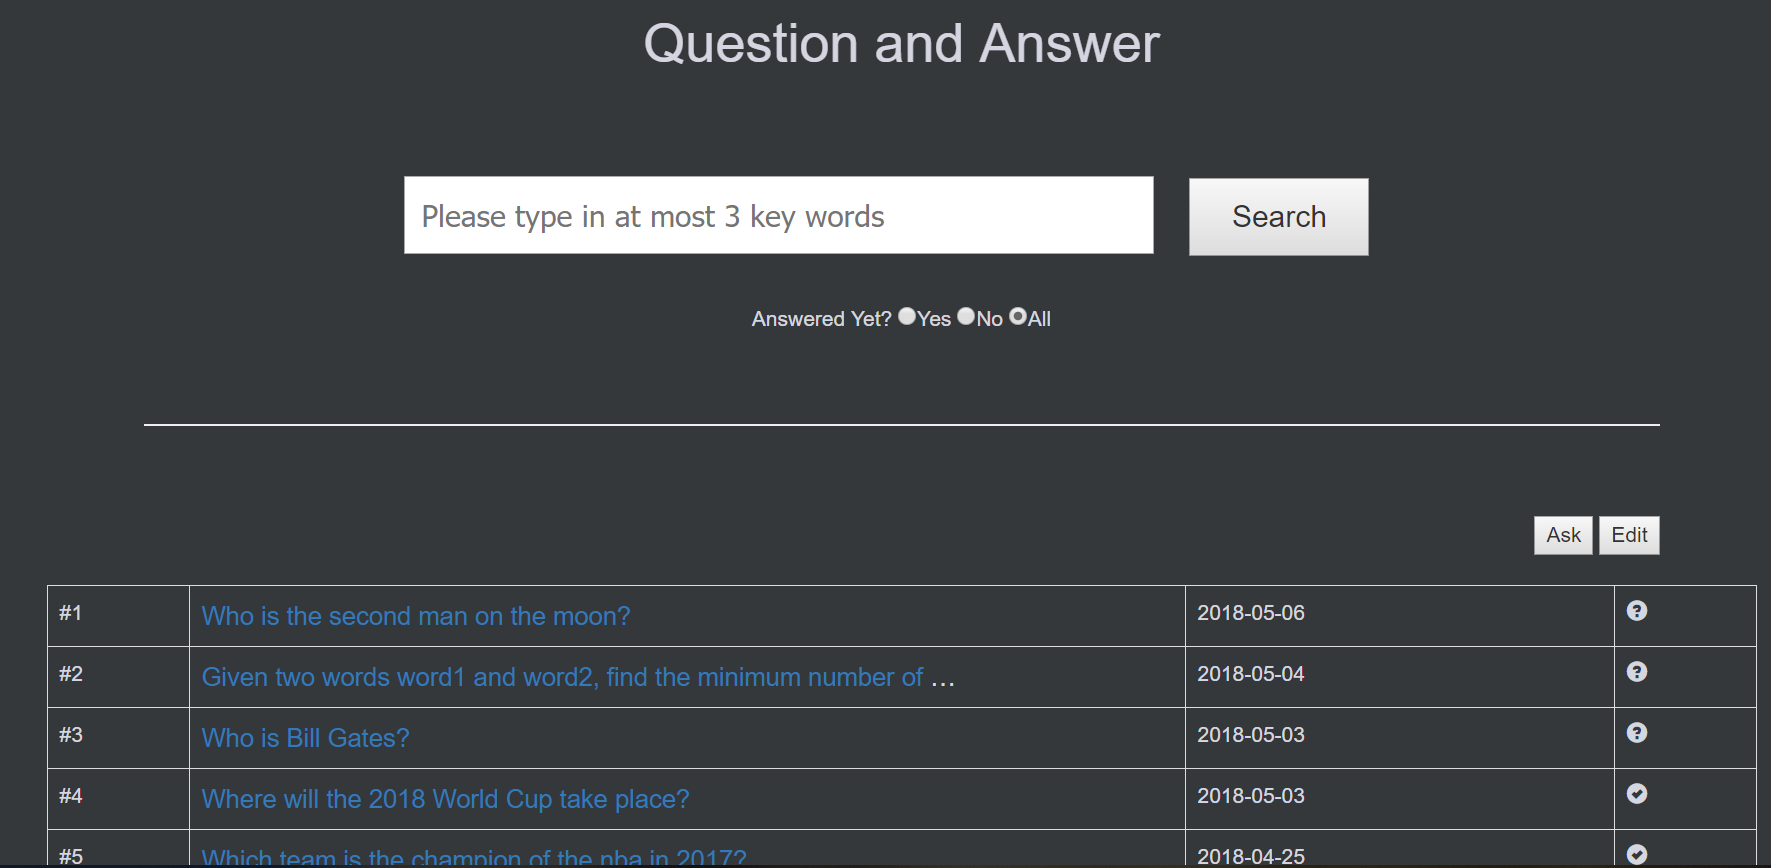 Question and Answer
Please type in at most 3 key words
Search
Answered Yet? Yes No All
Ask Edit
#1 Who is the second man on the moon? 2018-05-06
#2 Given two words word1 and word2, find the minimum number of ... 2018-05-04
#3 Who is Bill Gates? 2018-05-03
#4 Where will the 2018 World Cup take place? 2018-05-03
#5 Which team is the champion of the nba in 2017? 2018-04-25